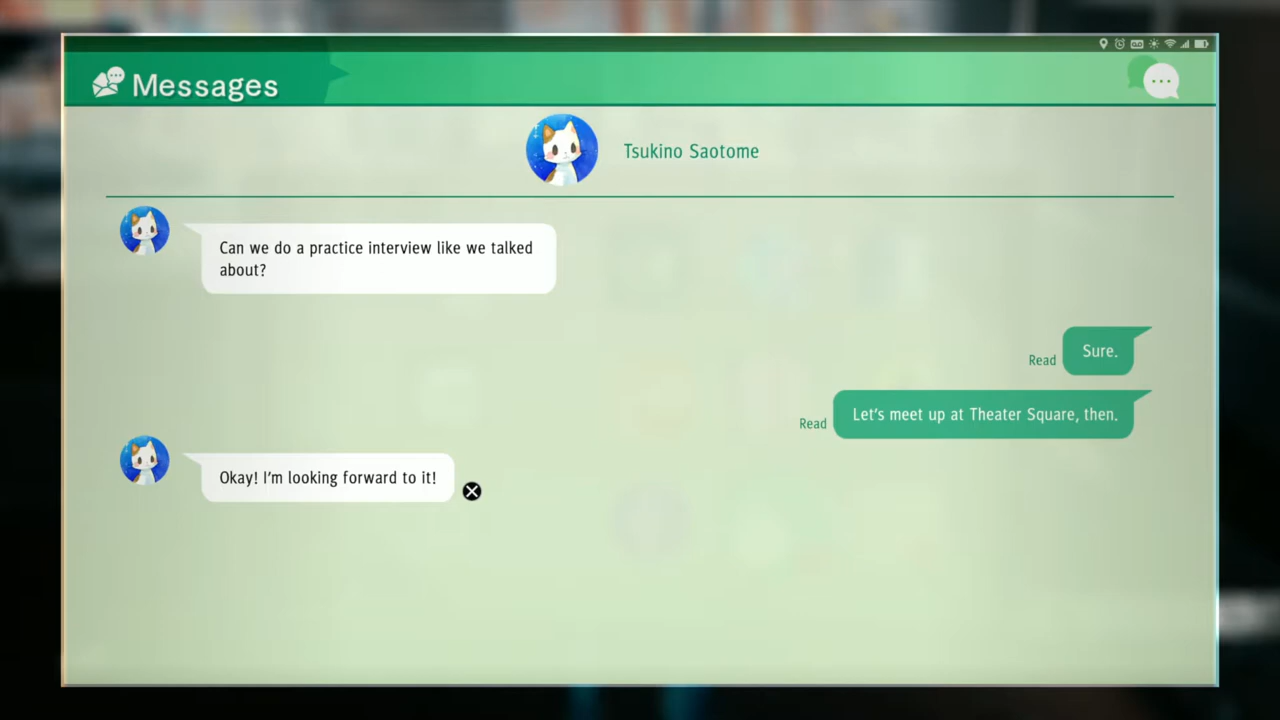 Messages
Tsukino Saotome
Can we do a practice interview like we talked
about?
Sure.
Read
Let's meet up at Theater Square, then.
Read
Okay! I'm looking forward to it!